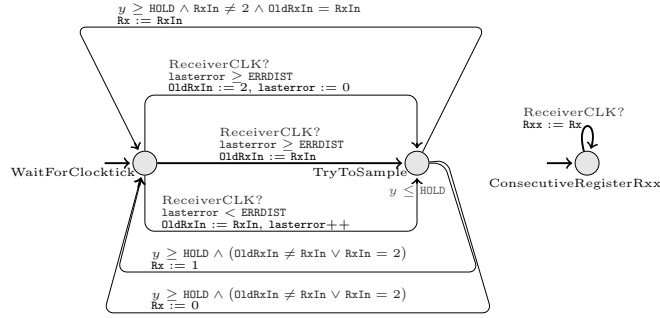 y ≥ HOLD ∧ RxIn ≠ 2 ∧ OldRxIn = RxIn
Rx := RxIn
ReceiverCLK?
lasterror ≥ ERRDIST
OldRxIn := 2, lasterror := 0
ReceiverCLK?
lasterror ≥ ERRDIST
OldRxIn := RxIn
WaitForClocktick
TryToSample
y ≤ HOLD
ReceiverCLK?
lasterror < ERRDIST
OldRxIn := RxIn, lasterror++
y ≥ HOLD ∧ (OldRxIn ≠ RxIn ∨ RxIn = 2)
Rx := 1
y ≥ HOLD ∧ (OldRxIn ≠ RxIn ∨ RxIn = 2)
Rx := 0
ReceiverCLK?
Rxx := Rx
ConsecutiveRegisterRxx